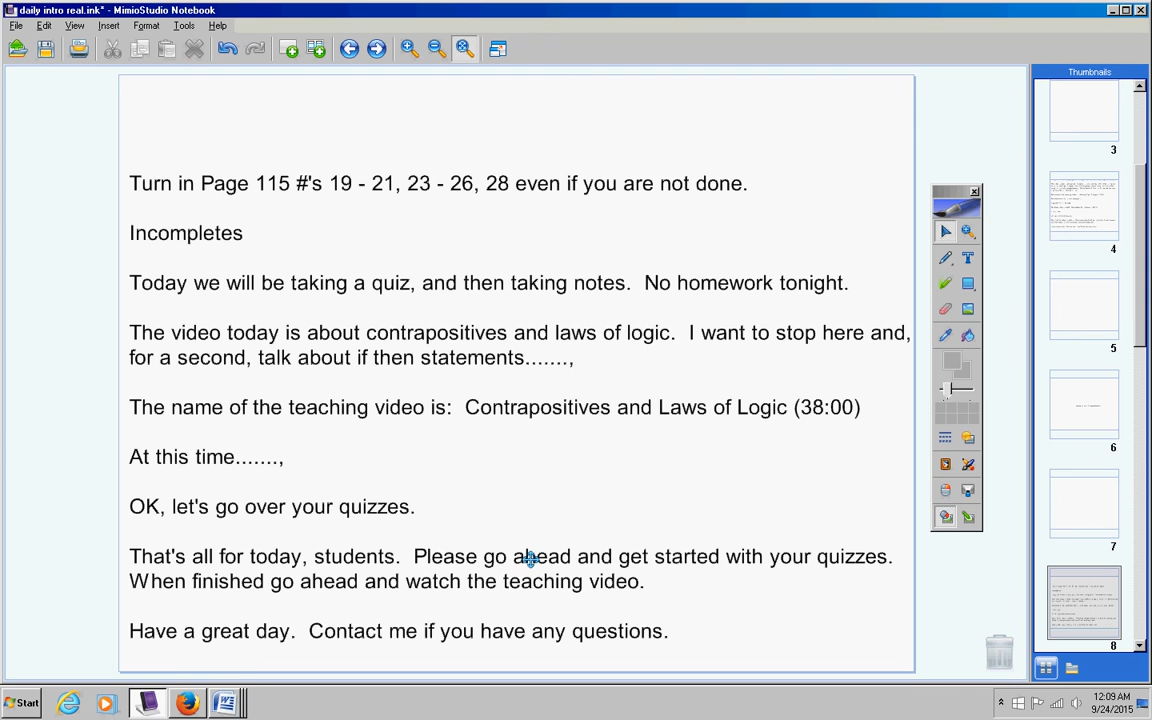 daily intro real.ink* - MimioStudio Notebook
File Edit View Insert Format Tools Help
Thumbnails
Turn in Page 115 #'s 19 - 21, 23 - 26, 28 even if you are not done.
Incompletes
Today we will be taking a quiz, and then taking notes.  No homework tonight.
The video today is about contrapositives and laws of logic.  I want to stop here and,
for a second, talk about if then statements.......,
The name of the teaching video is:  Contrapositives and Laws of Logic (38:00)
At this time.......,
OK, let's go over your quizzes.
That's all for today, students.  Please go ahead and get started with your quizzes.
When finished go ahead and watch the teaching video.
Have a great day.  Contact me if you have any questions.
3
4
5
6
7
8
Start
12:09 AM
9/24/2015